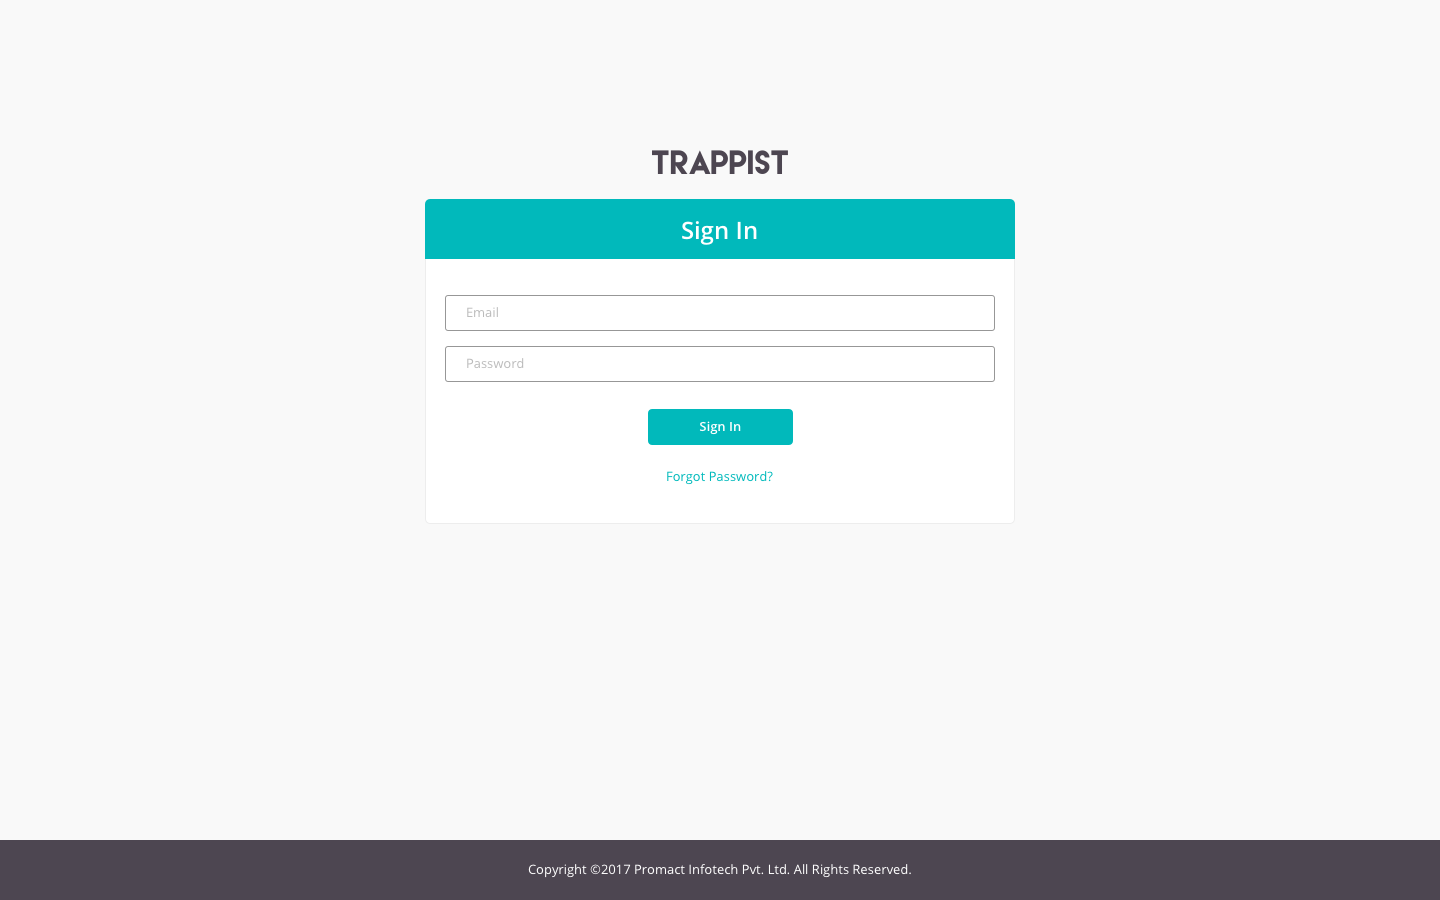 TRAPPIST
Sign In
Email
Password
Sign In
Forgot Password?
Copyright ©2017 Promact Infotech Pvt. Ltd. All Rights Reserved.